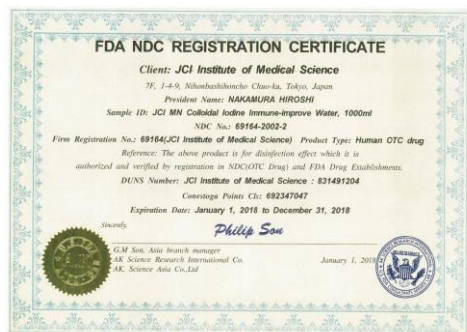 FDA NDC REGISTRATION CERTIFICATE
Client: JCI Institute of Medical Science
7F, 1-4-9, Nihonbashihoncho Chuo-ku, Tokyo, Japan
President Name: NAKAMURA HIROSHI
Sample ID: JCI MN Colloidal Iodine Immune-improve Water, 1000ml
NDC No.: 69164-2002-2
Firm Registration No.: 69164(JCI Institute of Medical Science) Product Type: Human OTC drug
Reference: The above product is for disinfection effect which it is
authorized and verified by registration in NDC(OTC Drug) and FDA Drug Establishments.
DUNS Number: JCI Institute of Medical Science : 831491204
Conestoga Points Cls: 692347047
Expiration Date: January 1, 2018 to December 31, 2018
Sincerely,
Philip Son
G.M Son, Asia branch manager
AK Science Research International Co.
AK. Science Asia Co.,Ltd
January 1, 2018